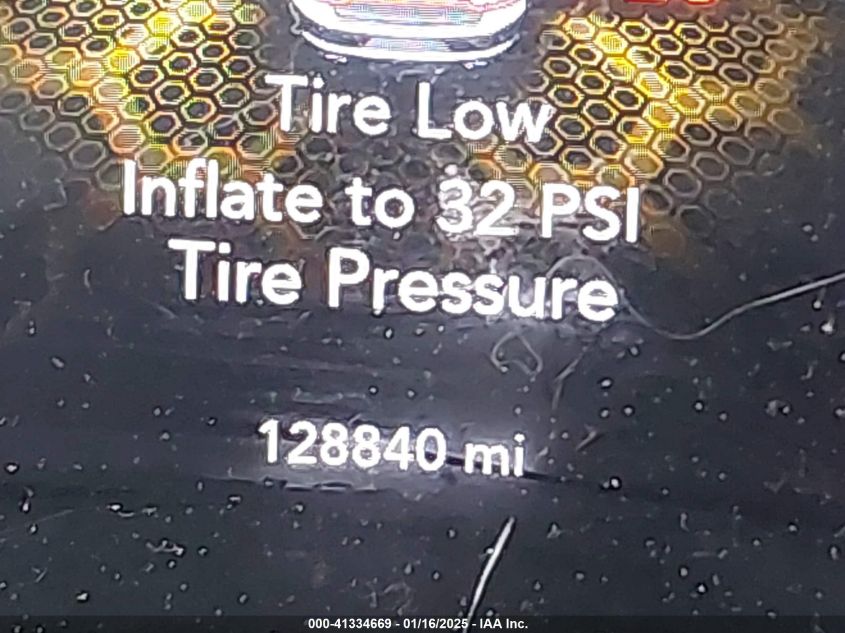 Tire Low
Inflate to 32 PSI
Tire Pressure
128840 mi
000-41334669 - 01/16/2025 - IAA Inc.